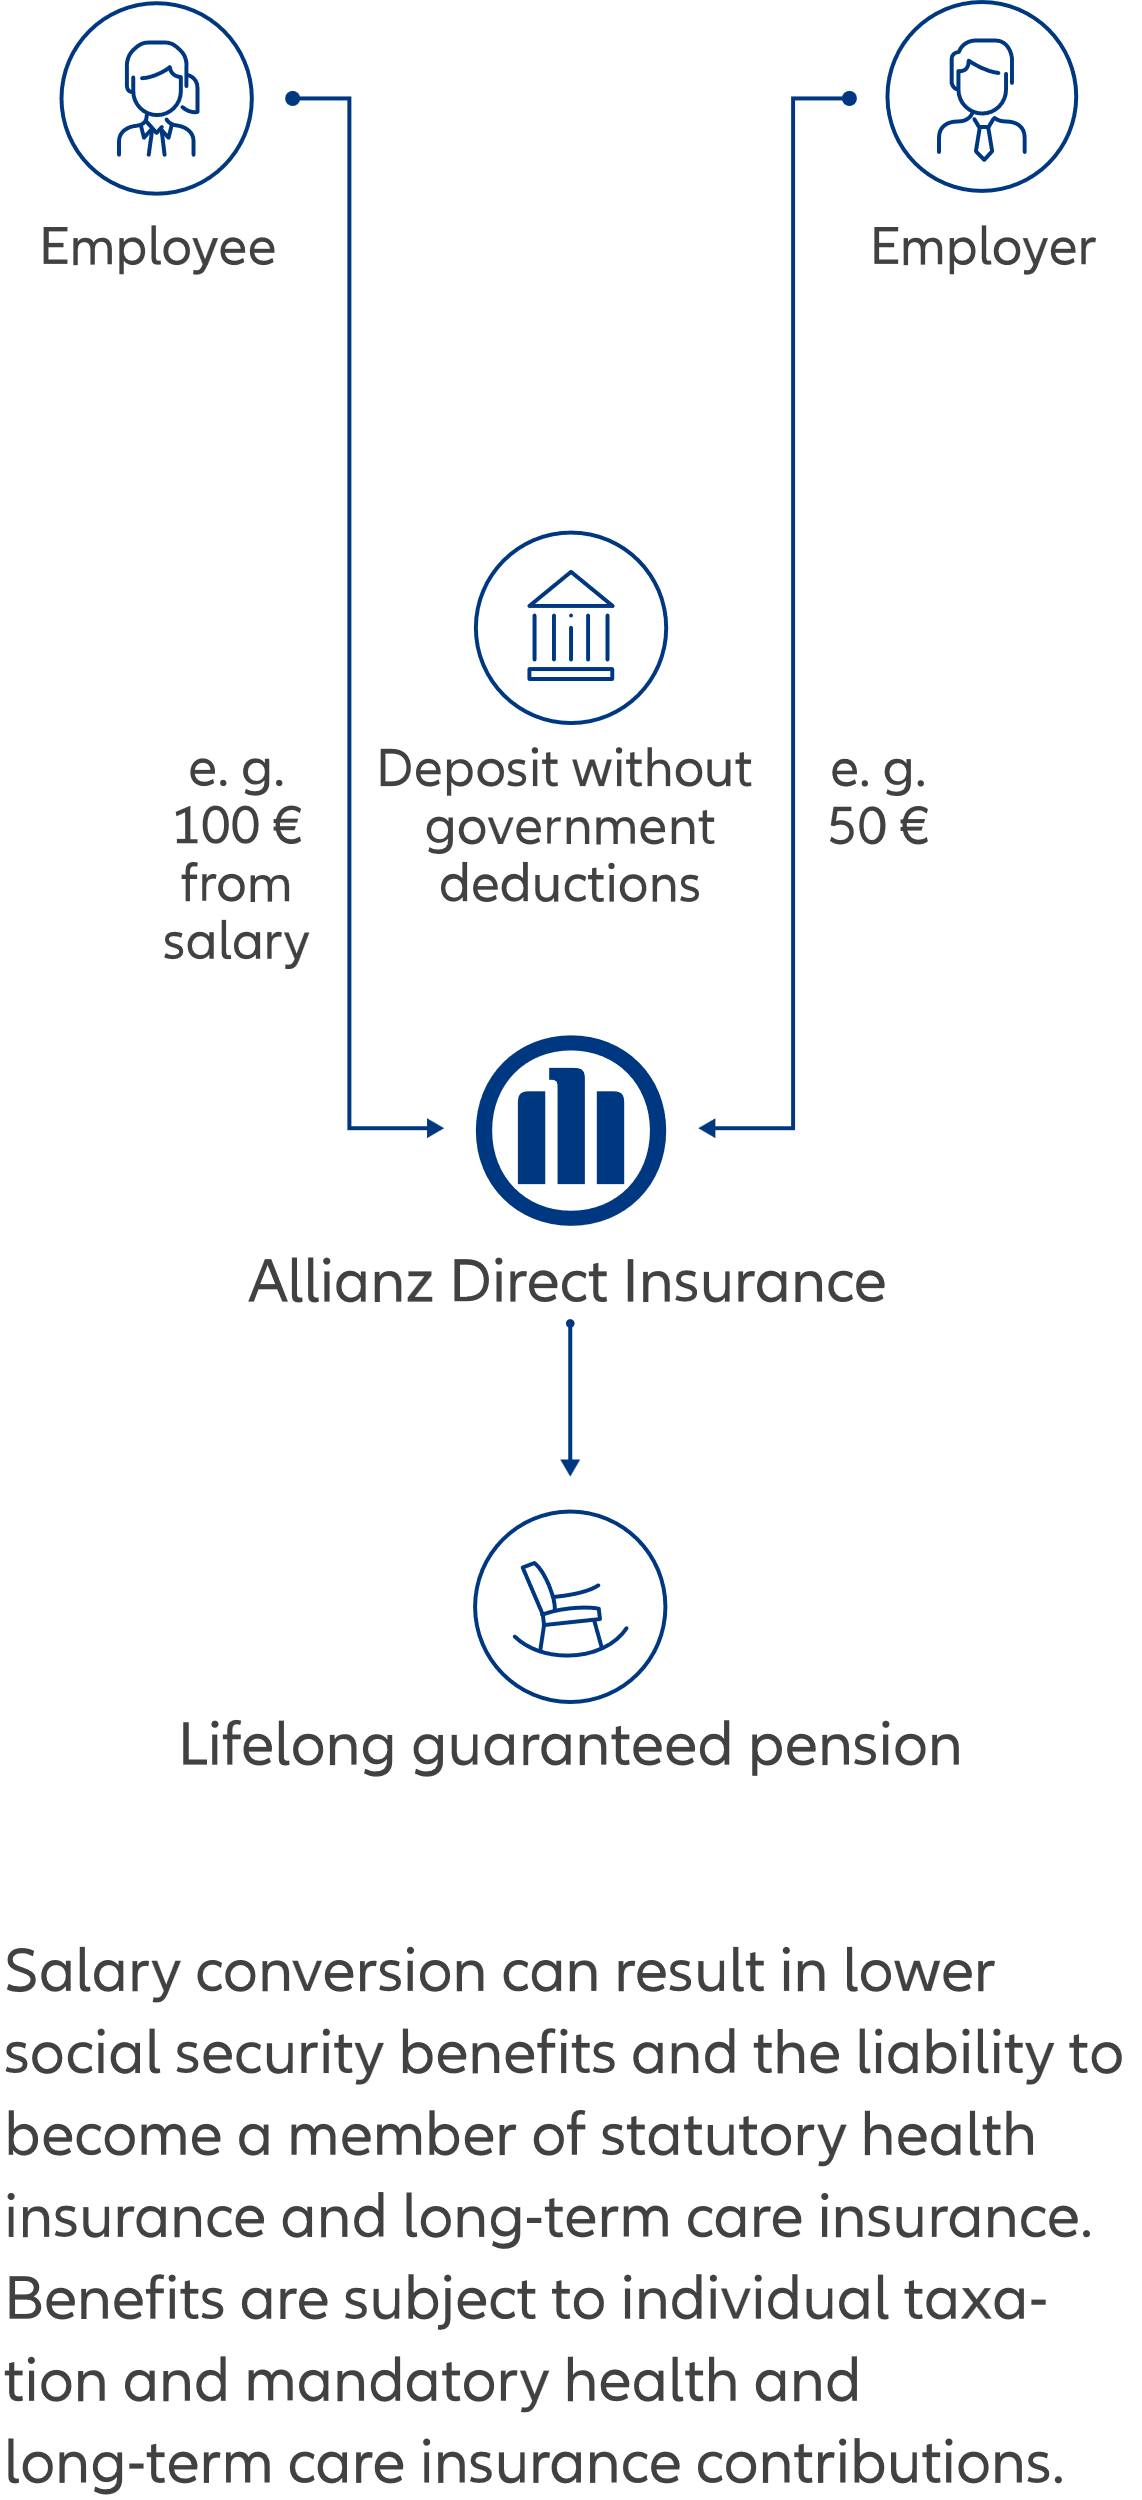 Employee
Employer
e. g.
100 €
from
salary
Deposit without
government
deductions
e. g.
50 €
Allianz Direct Insurance
Lifelong guaranteed pension
Salary conversion can result in lower
social security benefits and the liability to
become a member of statutory health
insurance and long-term care insurance.
Benefits are subject to individual taxa-
tion and mandatory health and
long-term care insurance contributions.